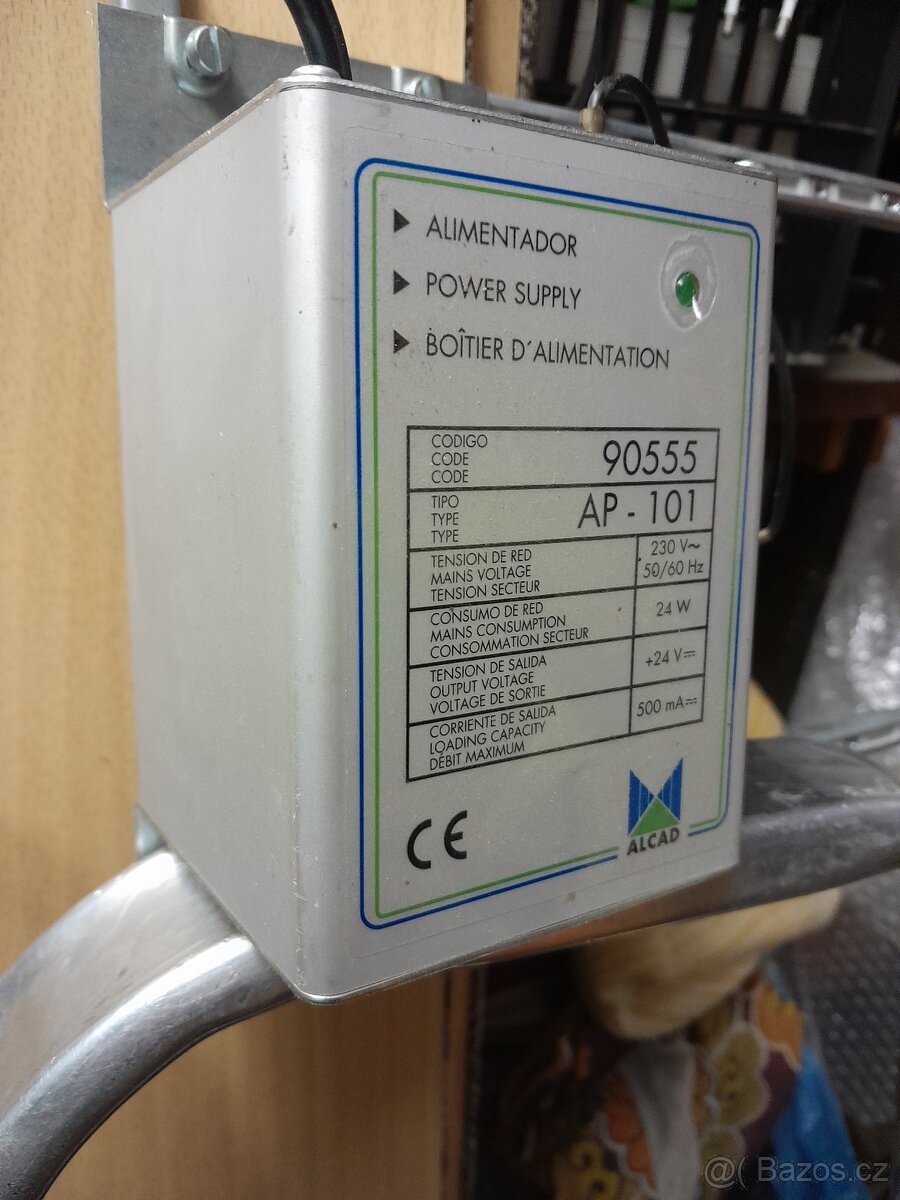 ALIMENTADOR
POWER SUPPLY
BOÎTIER D´ALIMENTATION
CODIGO
CODE
CODE
90555
TIPO
TYPE
TYPE
AP - 101
TENSION DE RED
MAINS VOLTAGE
TENSION SECTEUR
230 V~
50/60 Hz
CONSUMO DE RED
MAINS CONSUMPTION
CONSOMMATION SECTEUR
24 W
TENSION DE SALIDA
OUTPUT VOLTAGE
VOLTAGE DE SORTIE
+24 V⎓
CORRIENTE DE SALIDA
LOADING CAPACITY
DÉBIT MAXIMUM
500 mA⎓
CE
ALCAD
@( Bazos.cz